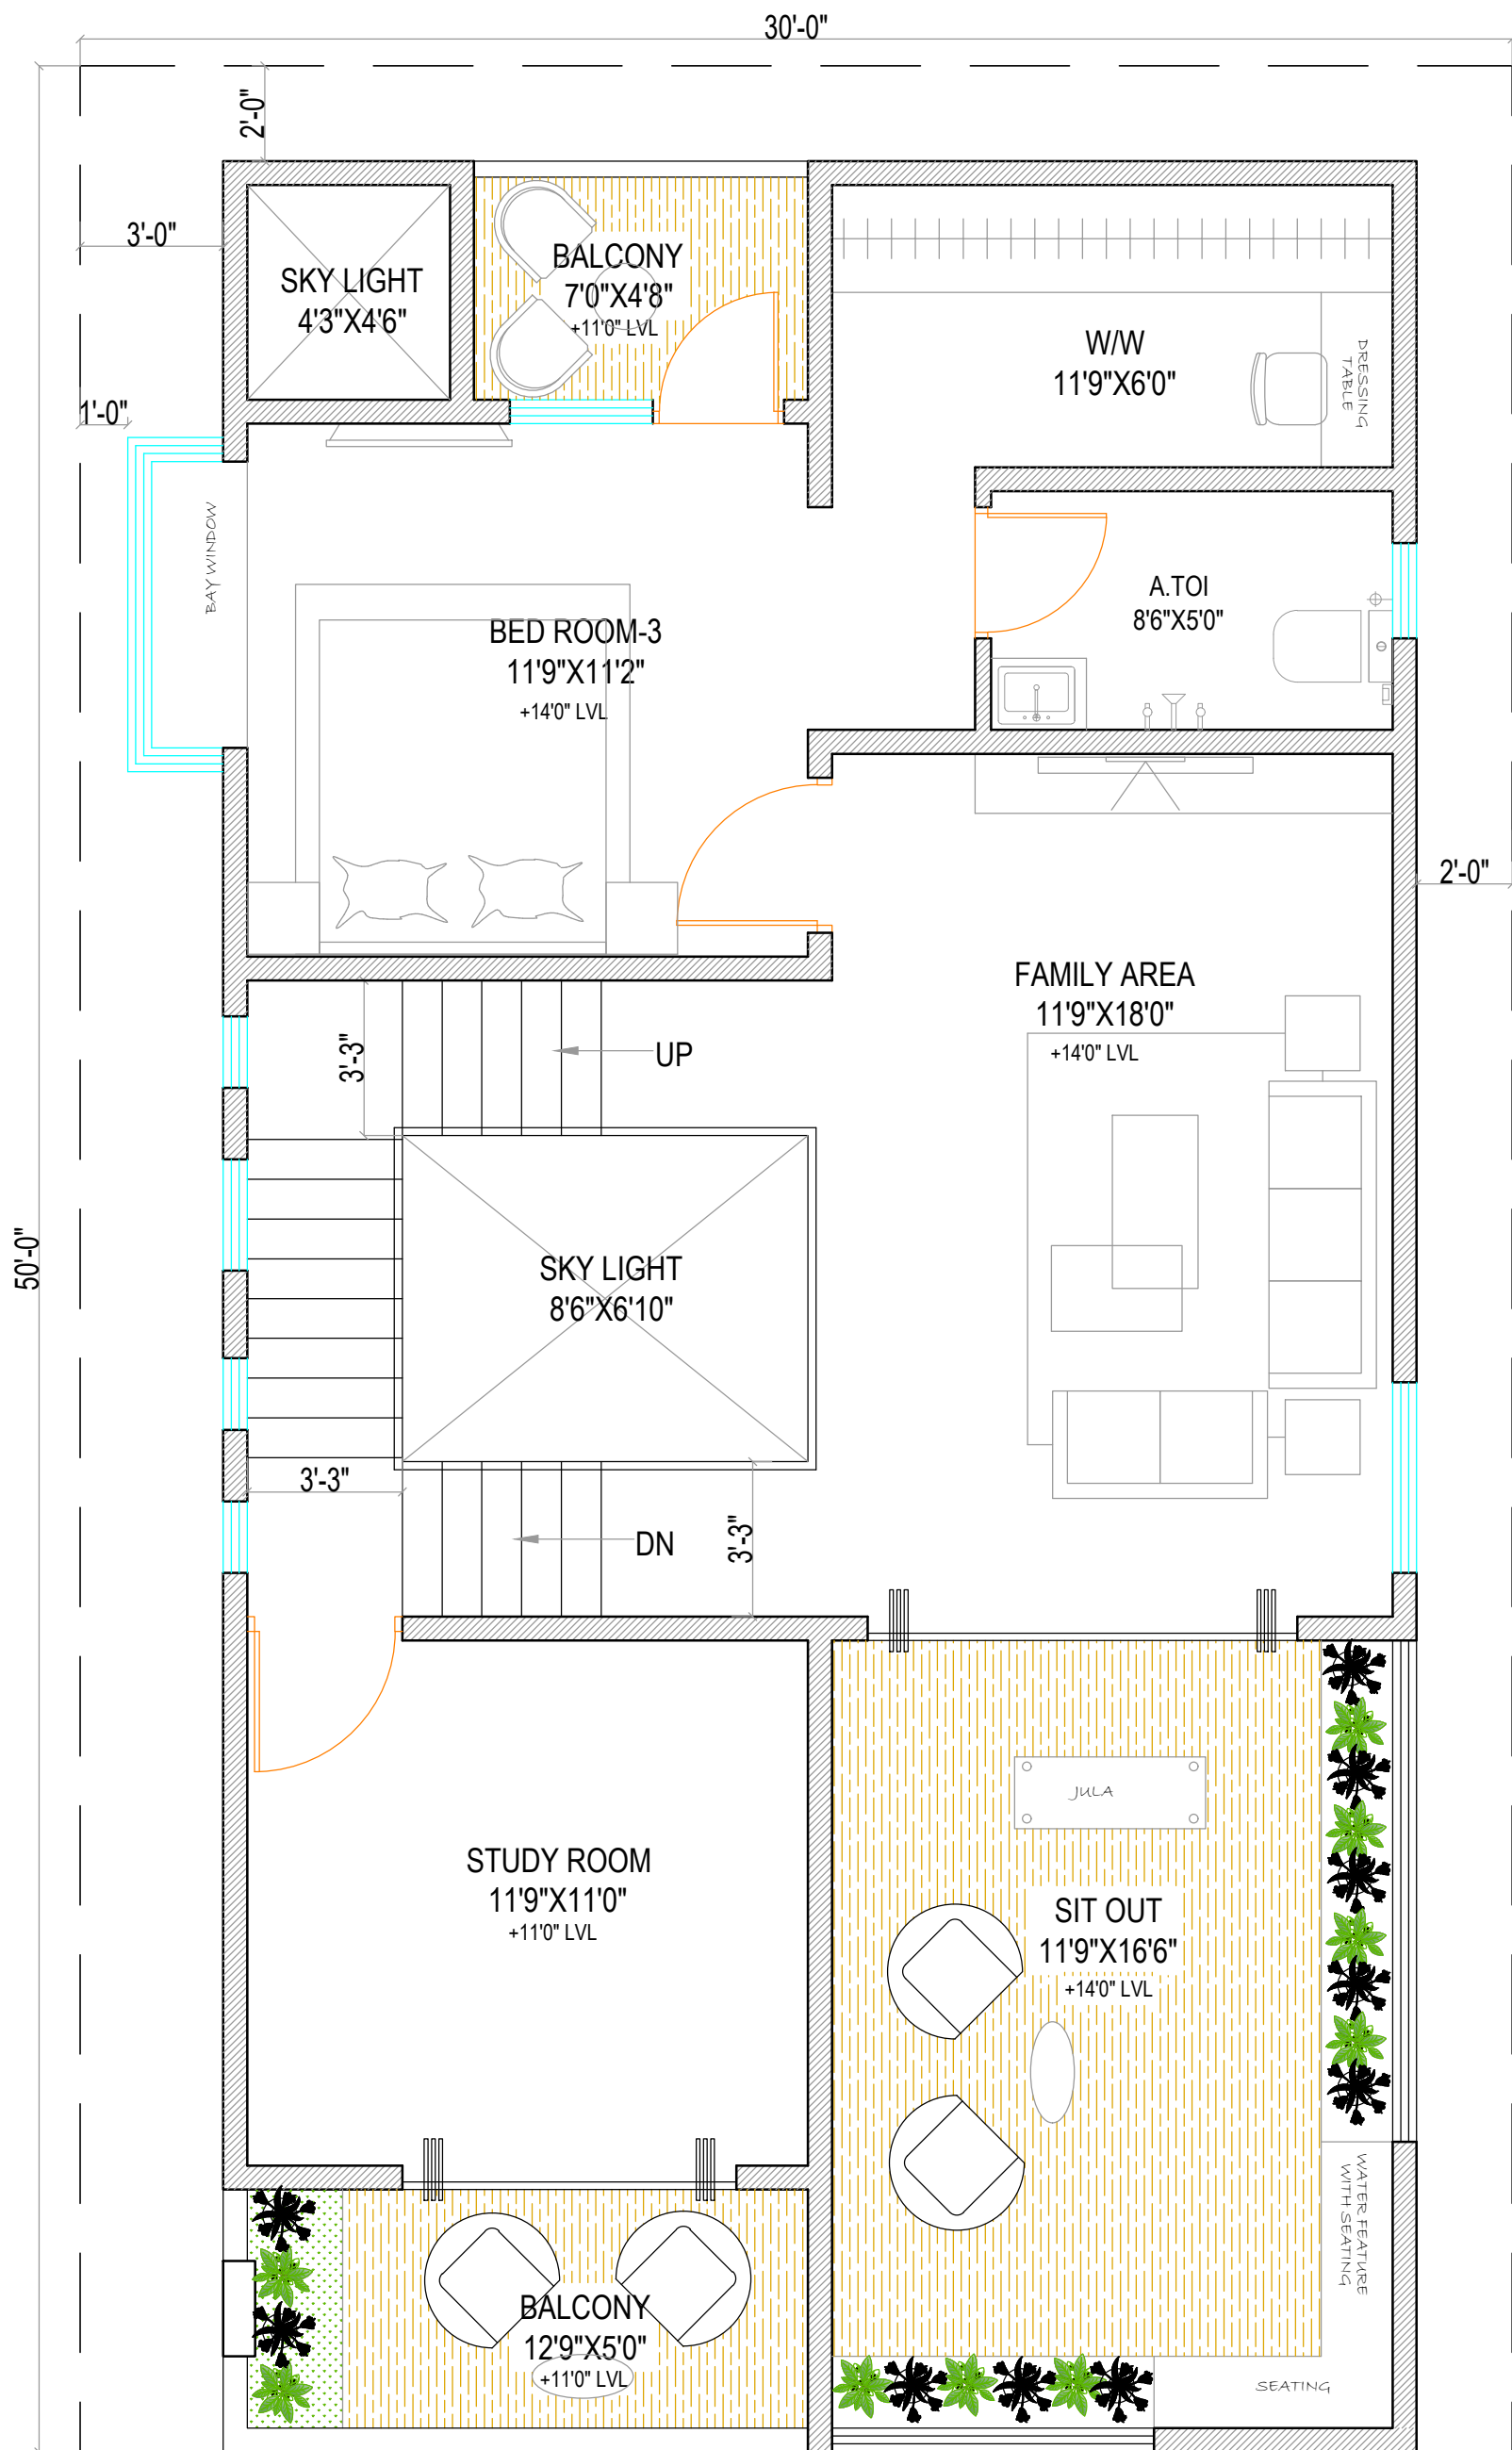 30'-0"
2'-0"
3'-0"
SKY LIGHT
4'3"X4'6"
BALCONY
7'0"X4'8"
+11'0" LVL
W/W
11'9"X6'0"
DRESSING
TABLE
1'-0"
BAY WINDOW
A.TOI
8'6"X5'0"
BED ROOM-3
11'9"X11'2"
+14'0" LVL
2'-0"
FAMILY AREA
11'9"X18'0"
+14'0" LVL
3'-3"
UP
50'-0"
SKY LIGHT
8'6"X6'10"
3'-3"
DN
3'-3"
JULA
STUDY ROOM
11'9"X11'0"
+11'0" LVL
SIT OUT
11'9"X16'6"
+14'0" LVL
WATER FEATURE
WITH SEATING
BALCONY
12'9"X5'0"
+11'0" LVL
SEATING